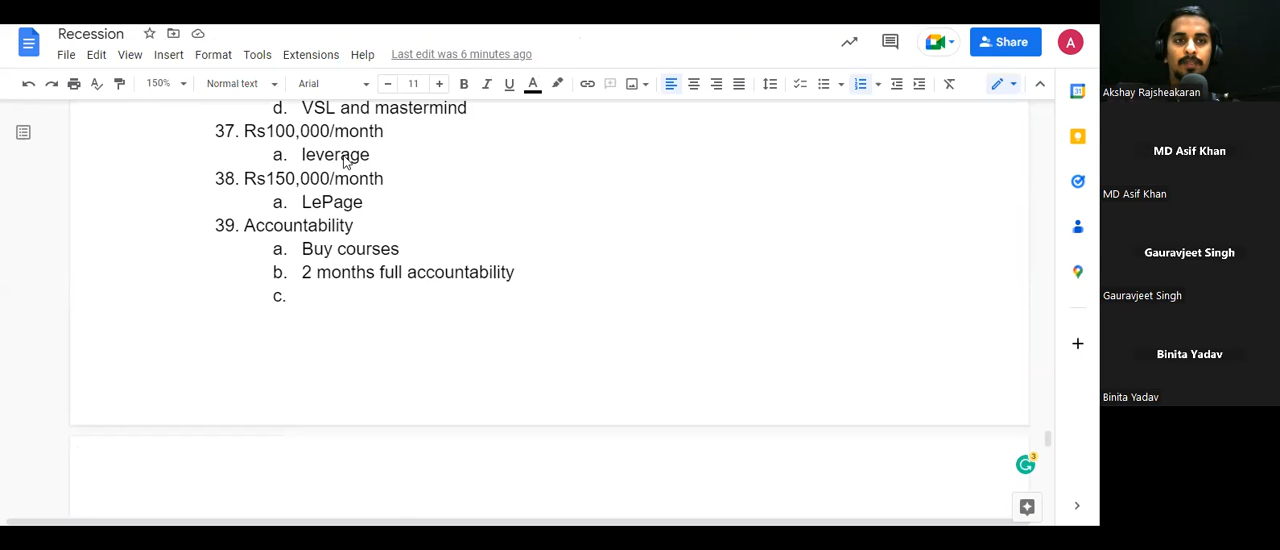 Recession
File Edit View Insert Format Tools Extensions Help Last edit was 6 minutes ago
Share
A
150% Normal text Arial 11 B I U A
d. VSL and mastermind
37. Rs100,000/month
a. leverage
38. Rs150,000/month
a. LePage
39. Accountability
a. Buy courses
b. 2 months full accountability
c.
31
3
Akshay Rajsheakaran
MD Asif Khan
MD Asif Khan
Gauravjeet Singh
Gauravjeet Singh
Binita Yadav
Binita Yadav